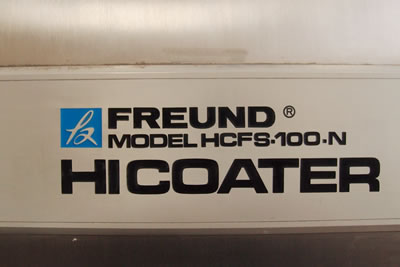 FREUND®
MODEL HCFS·100·N
HICOATER